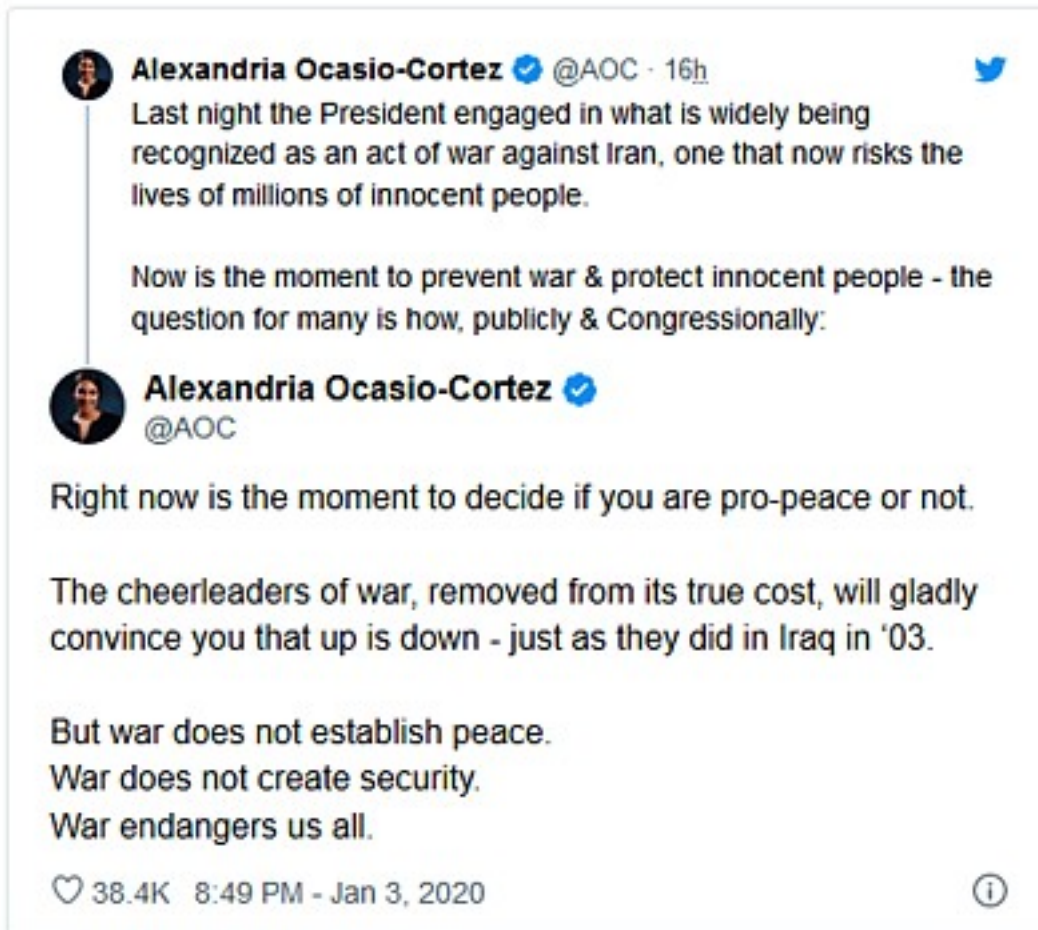 Alexandria Ocasio-Cortez @AOC · 16h
Last night the President engaged in what is widely being
recognized as an act of war against Iran, one that now risks the
lives of millions of innocent people.
Now is the moment to prevent war & protect innocent people - the
question for many is how, publicly & Congressionally:
Alexandria Ocasio-Cortez
@AOC
Right now is the moment to decide if you are pro-peace or not.
The cheerleaders of war, removed from its true cost, will gladly
convince you that up is down - just as they did in Iraq in ‘03.
But war does not establish peace.
War does not create security.
War endangers us all.
38.4K 8:49 PM - Jan 3, 2020